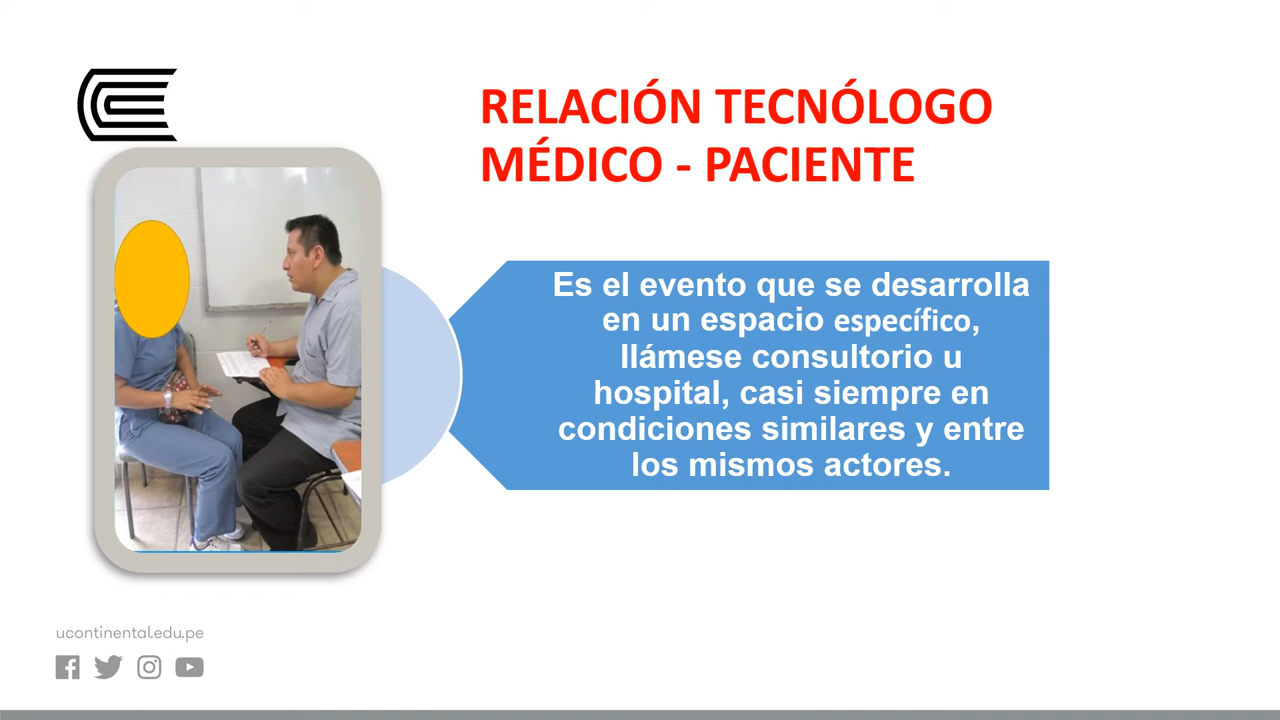 RELACIÓN TECNÓLOGO
MÉDICO - PACIENTE
Es el evento que se desarrolla
en un espacio específico,
llámese consultorio u
hospital, casi siempre en
condiciones similares y entre
los mismos actores.
ucontinental.edu.pe